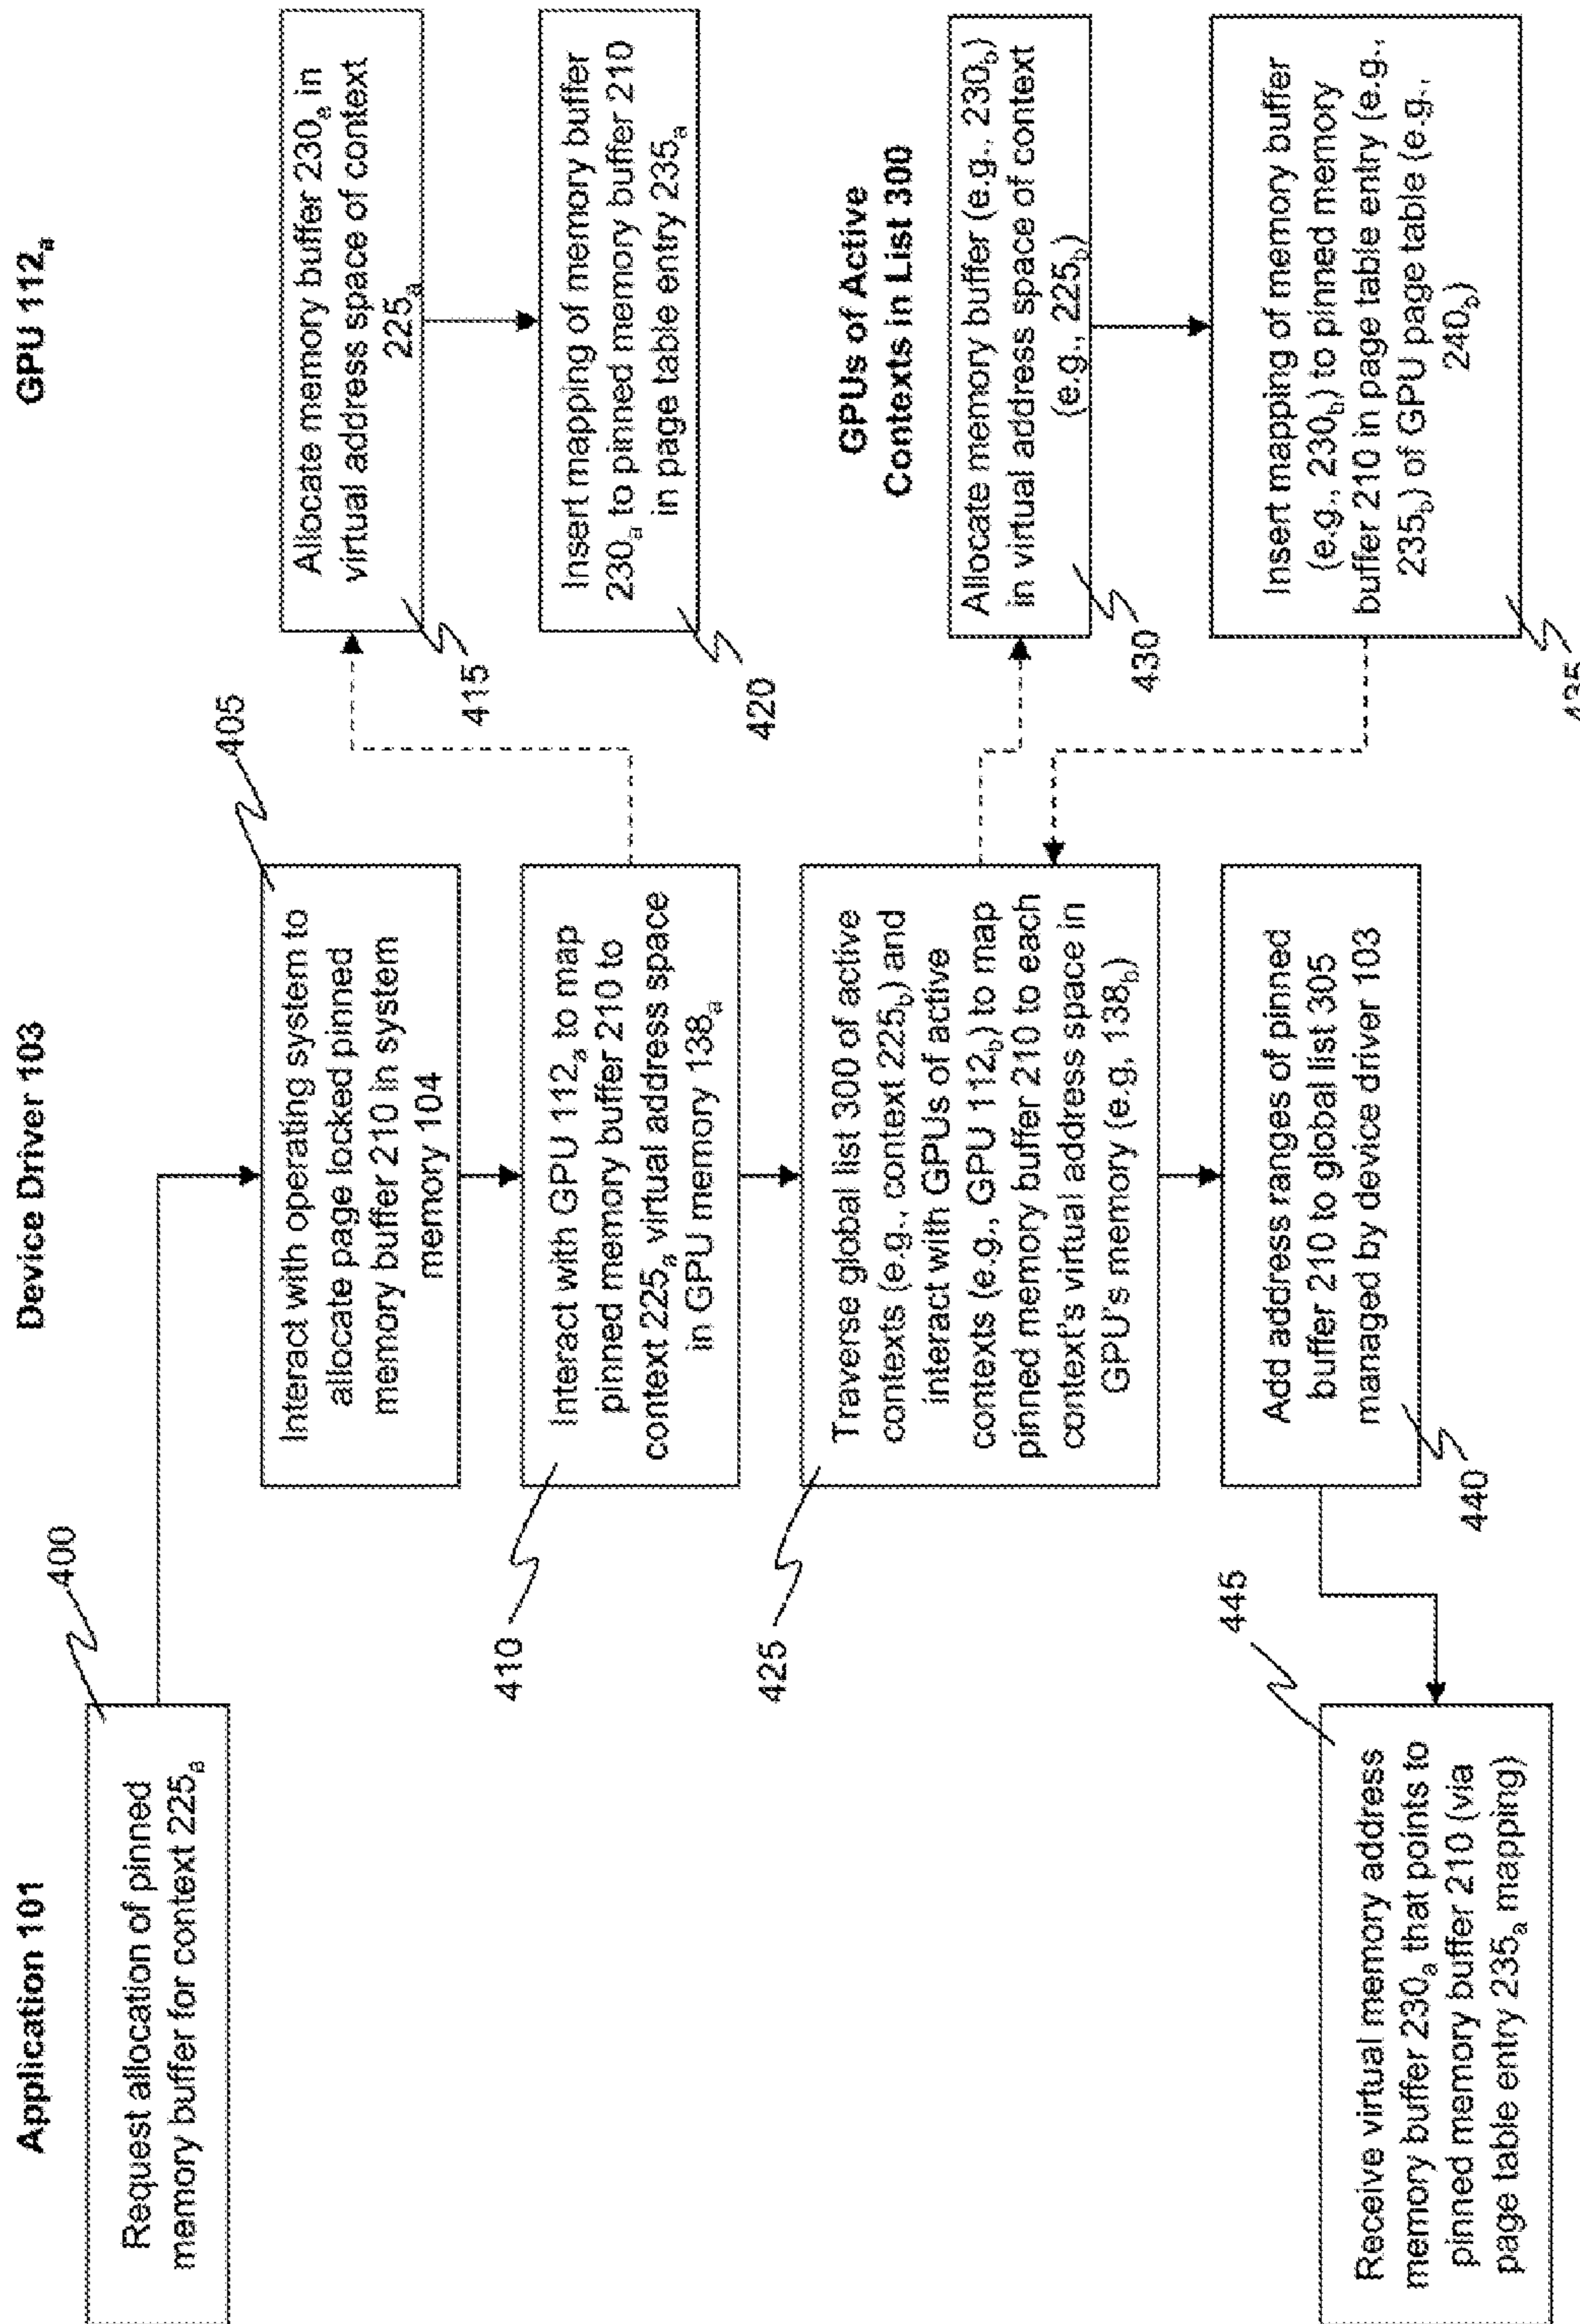 Application 101
Device Driver 103
GPU 112a
400
Request allocation of pinned
memory buffer for context 225a
405
Interact with operating system to
allocate page locked pinned
memory buffer 210 in system
memory 104
410
Interact with GPU 112a to map
pinned memory buffer 210 to
context 225a virtual address space
in GPU memory 138a
Allocate memory buffer 230a in
virtual address space of context
225a
415
Insert mapping of memory buffer
230a to pinned memory buffer 210
in page table entry 235a
420
425
Traverse global list 300 of active
contexts (e.g., context 225b) and
interact with GPUs of active
contexts (e.g., GPU 112b) to map
pinned memory buffer 210 to each
context's virtual address space in
GPU's memory (e.g, 138b)
GPUs of Active
Contexts in List 300
Allocate memory buffer (e.g., 230b)
in virtual address space of context
(e.g., 225b)
430
Insert mapping of memory buffer
(e.g., 230b) to pinned memory
buffer 210 in page table entry (e.g.,
235b) of GPU page table (e.g.,
240b)
435
Add address ranges of pinned
buffer 210 to global list 305
managed by device driver 103
440
445
Receive virtual memory address
memory buffer 230a that points to
pinned memory buffer 210 (via
page table entry 235a mapping)